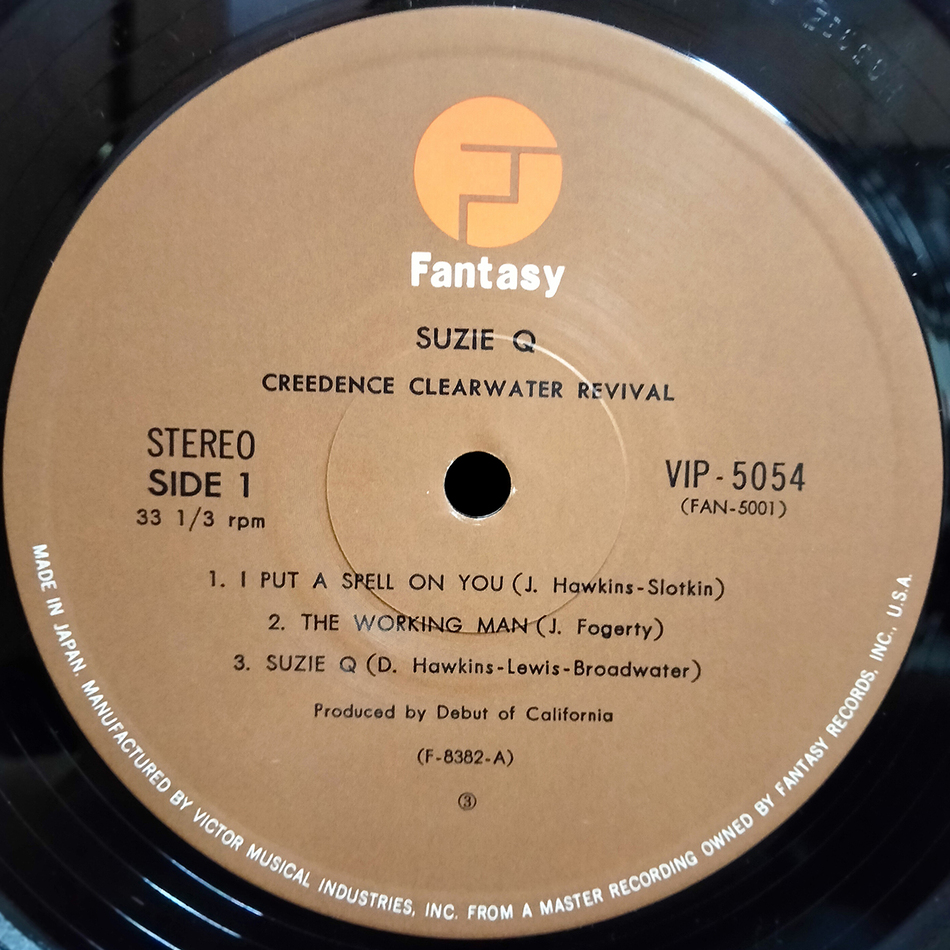 Fantasy
SUZIE Q
CREEDENCE CLEARWATER REVIVAL
STEREO
SIDE 1
33 1/3 rpm
VIP-5054
(FAN-5001)
1. I PUT A SPELL ON YOU (J. Hawkins-Slotkin)
2. THE WORKING MAN (J. Fogerty)
3. SUZIE Q (D. Hawkins-Lewis-Broadwater)
Produced by Debut of California
(F-8382-A)
③
MADE IN JAPAN. MANUFACTURED BY VICTOR MUSICAL INDUSTRIES, INC. FROM A MASTER RECORDING OWNED BY FANTASY RECORDS, INC., U.S.A.